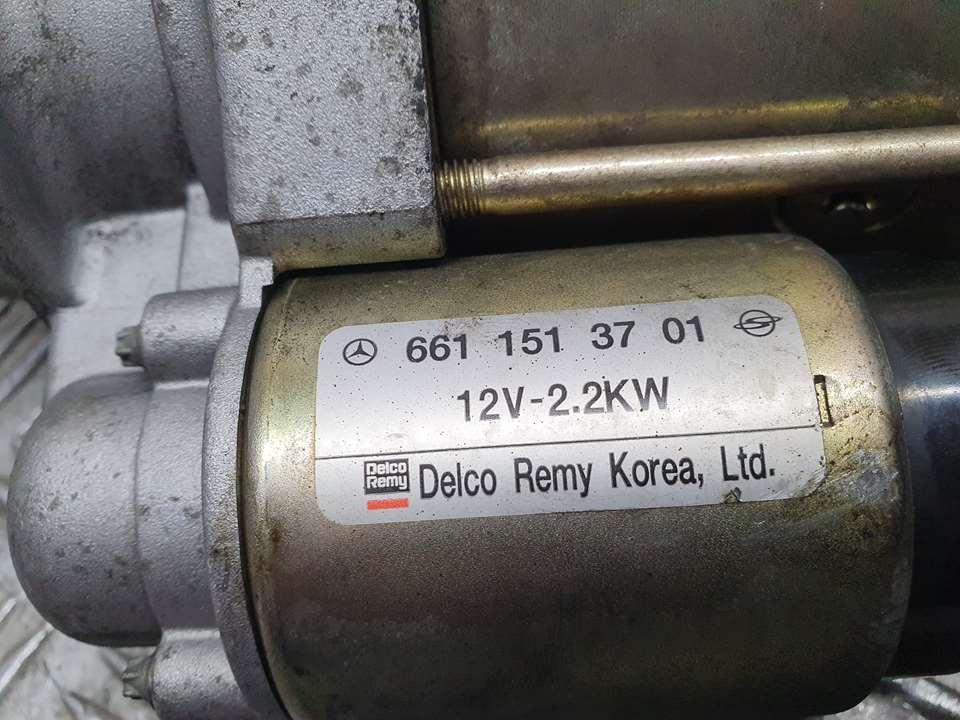 661 151 37 01
12V-2.2KW
Delco Remy Delco Remy Korea, Ltd.